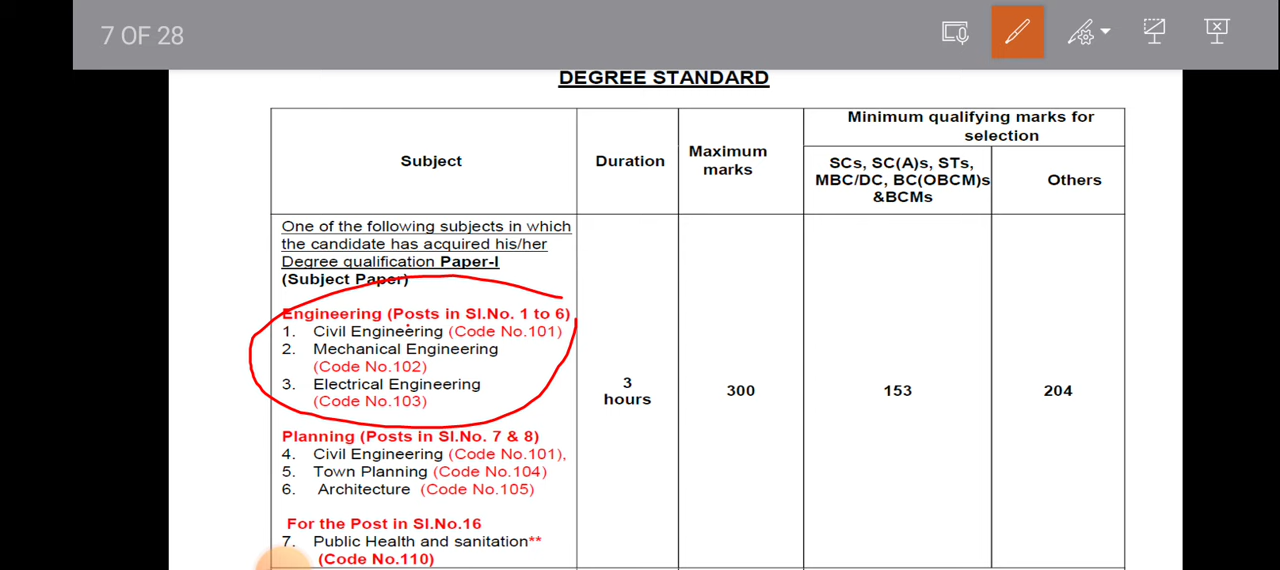 7 OF 28
DEGREE STANDARD
Subject
Duration
Maximum
marks
Minimum qualifying marks for
selection
SCs, SC(A)s, STs,
MBC/DC, BC(OBCM)s
&BCMs
Others
One of the following subjects in which
the candidate has acquired his/her
Degree qualification Paper-I
(Subject Paper)
Engineering (Posts in Sl.No. 1 to 6)
1. Civil Engineering (Code No.101)
2. Mechanical Engineering
(Code No.102)
3. Electrical Engineering
(Code No.103)
Planning (Posts in Sl.No. 7 & 8)
4. Civil Engineering (Code No.101),
5. Town Planning (Code No.104)
6. Architecture (Code No.105)
For the Post in Sl.No.16
7. Public Health and sanitation**
(Code No.110)
3
hours
300
153
204